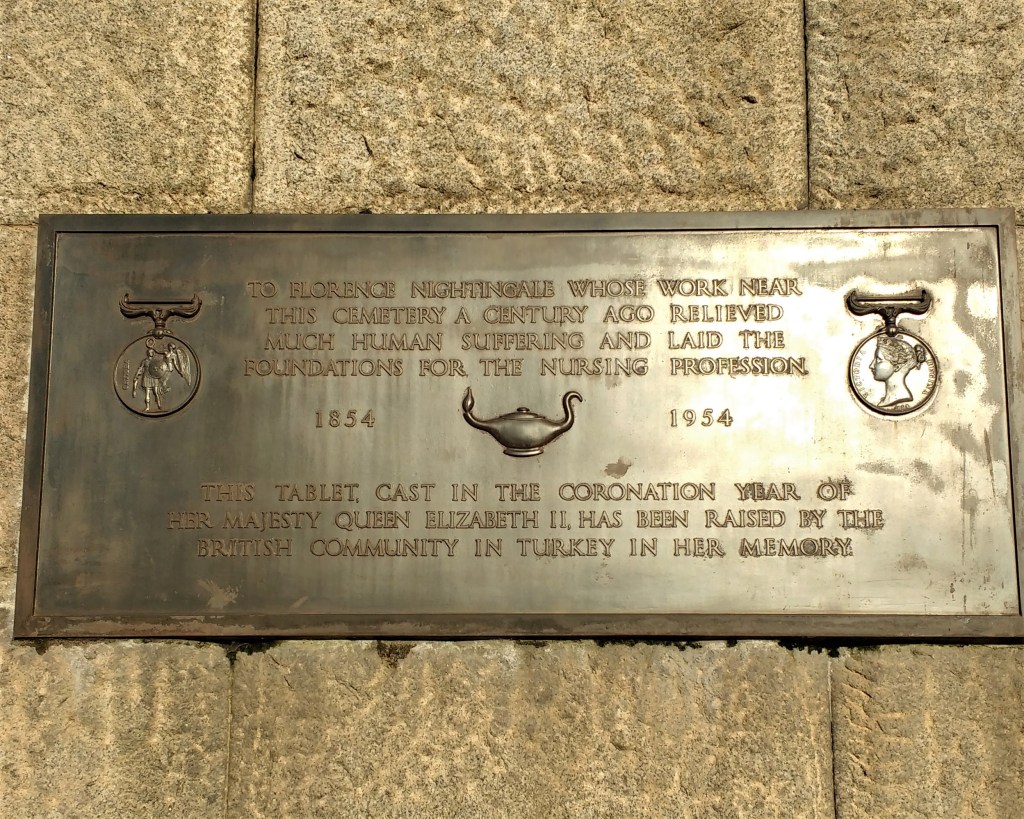 TO FLORENCE NIGHTINGALE WHOSE WORK NEAR
THIS CEMETERY A CENTURY AGO RELIEVED
MUCH HUMAN SUFFERING AND LAID THE
FOUNDATIONS FOR THE NURSING PROFESSION.
1854 1954
THIS TABLET, CAST IN THE CORONATION YEAR OF
HER MAJESTY QUEEN ELIZABETH II, HAS BEEN RAISED BY THE
BRITISH COMMUNITY IN TURKEY IN HER MEMORY.